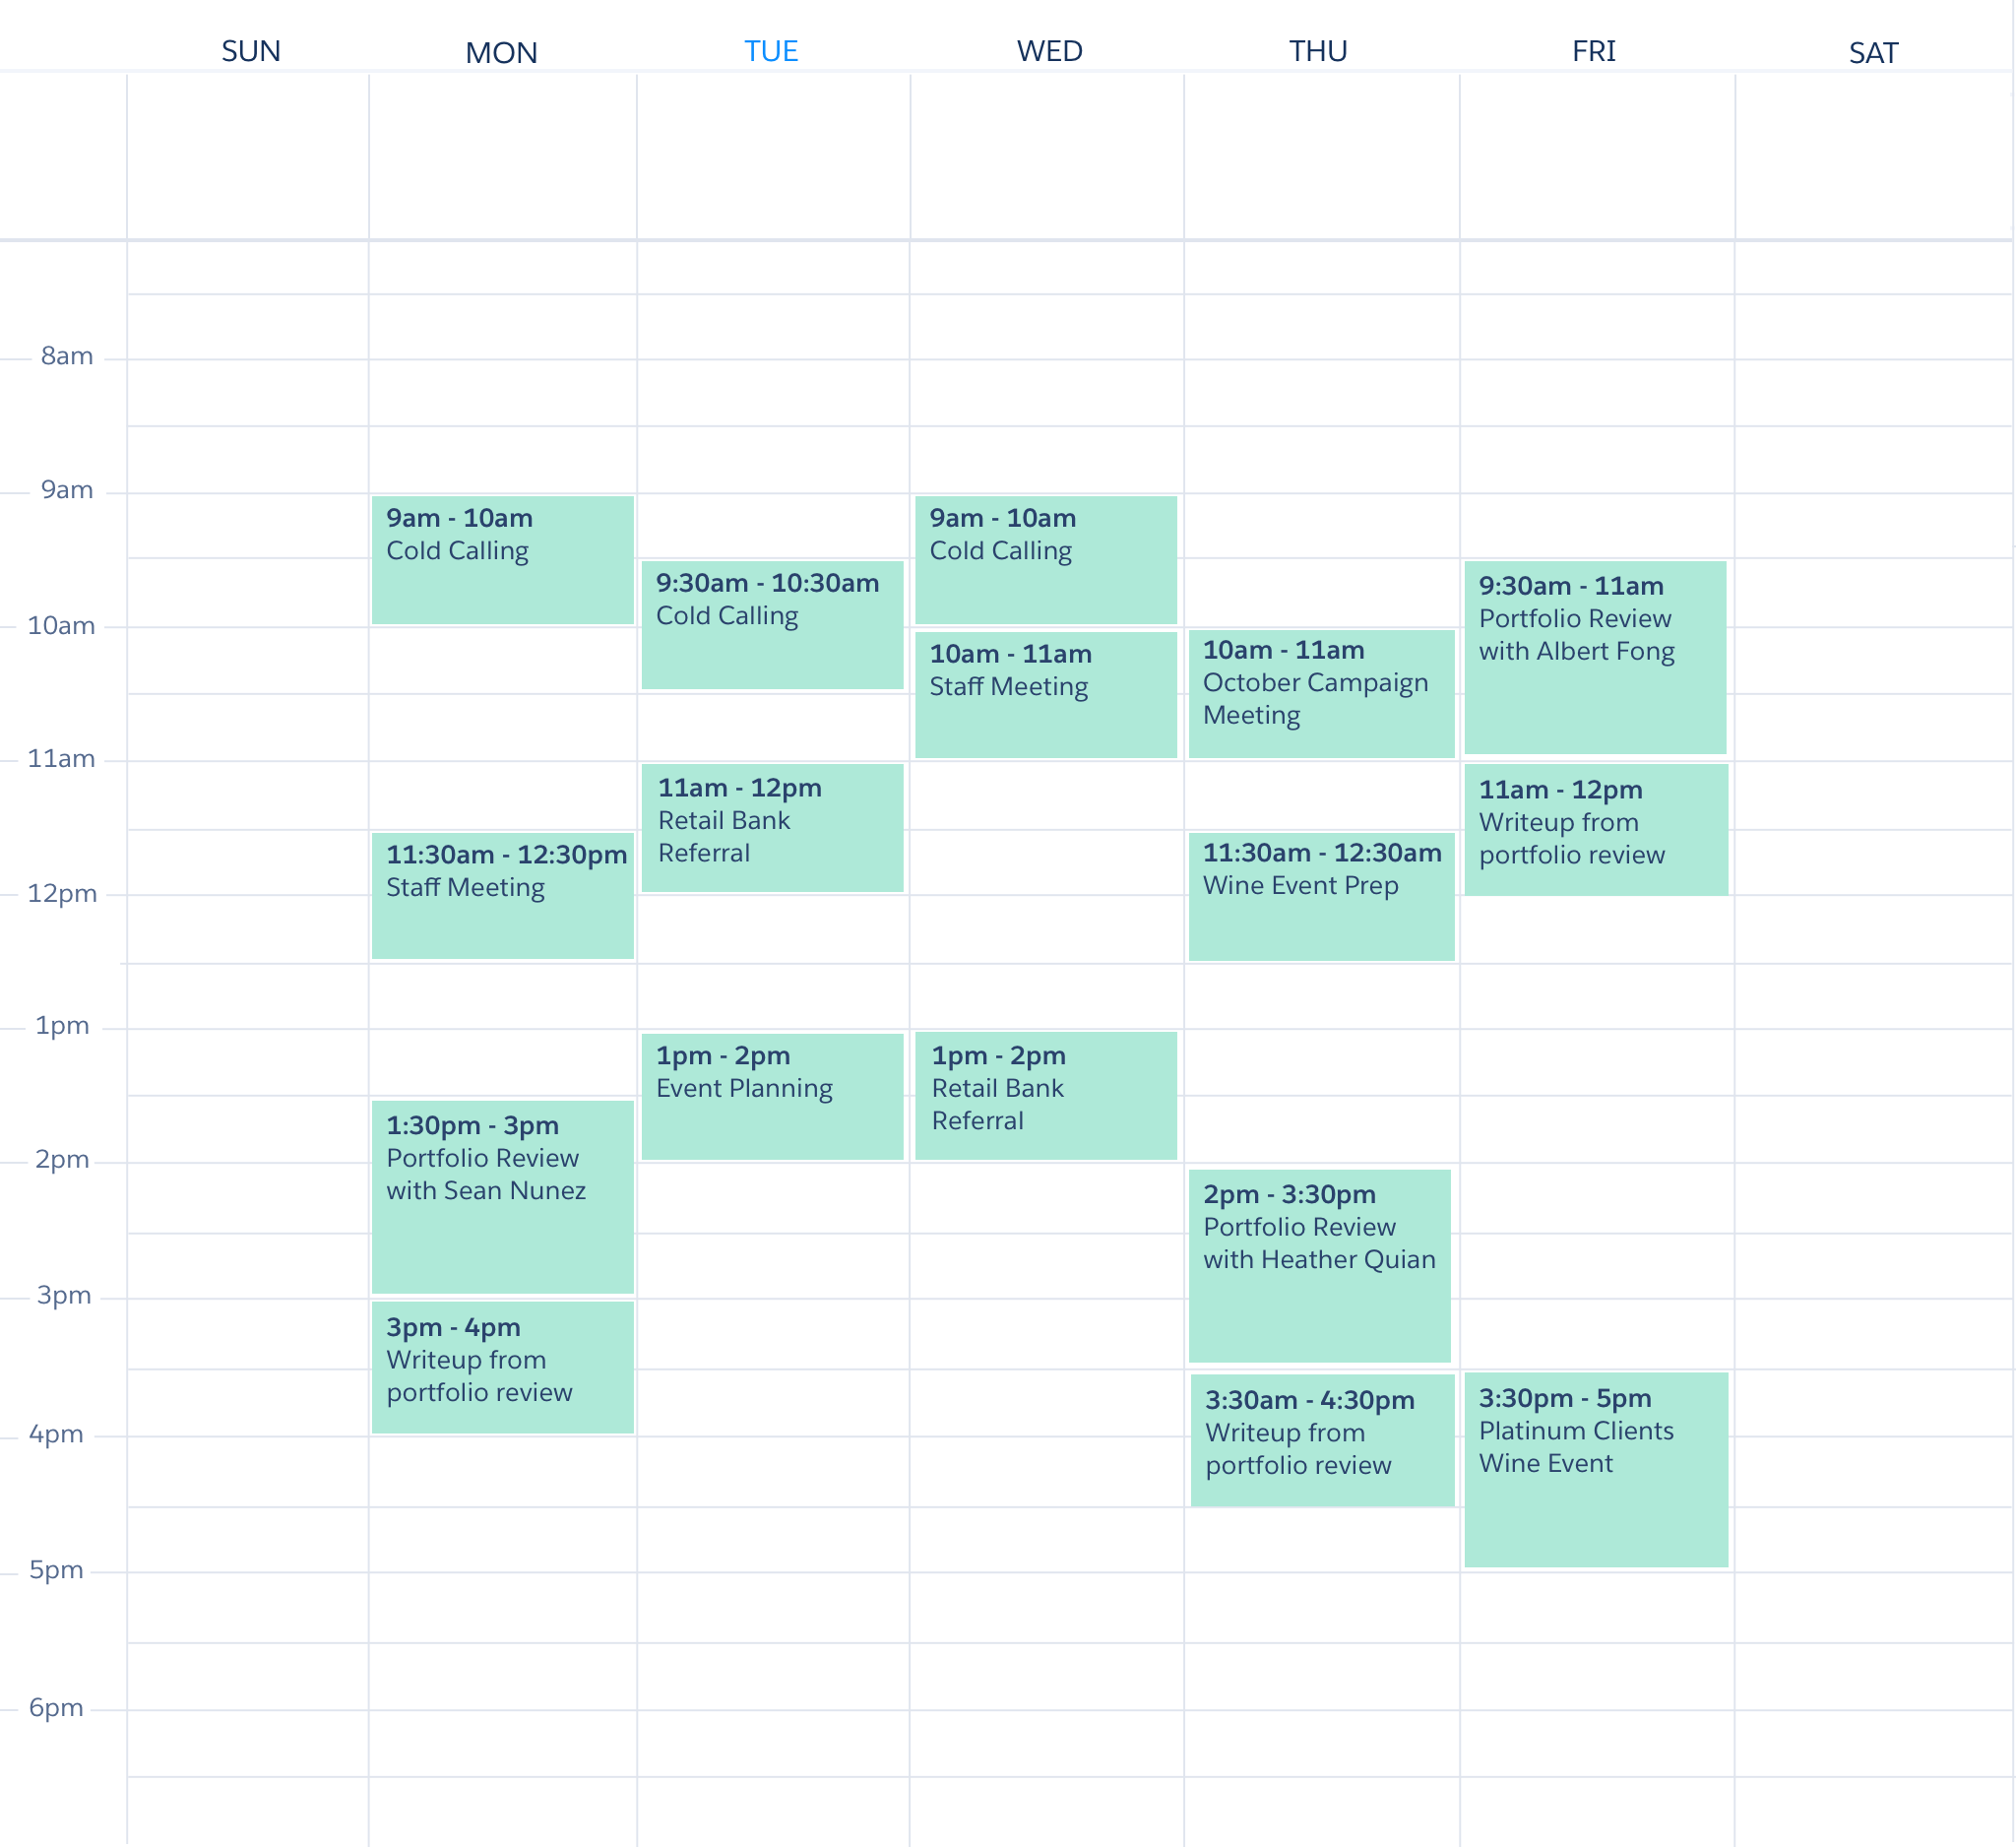 SUN
MON
TUE
WED
THU
FRI
SAT
8am
9am
10am
11am
12pm
1pm
2pm
3pm
4pm
5pm
6pm
9am - 10am
Cold Calling
11:30am - 12:30pm
Staff Meeting
1:30pm - 3pm
Portfolio Review
with Sean Nunez
3pm - 4pm
Writeup from
portfolio review
9:30am - 10:30am
Cold Calling
11am - 12pm
Retail Bank
Referral
1pm - 2pm
Event Planning
9am - 10am
Cold Calling
10am - 11am
Staff Meeting
1pm - 2pm
Retail Bank
Referral
10am - 11am
October Campaign
Meeting
11:30am - 12:30am
Wine Event Prep
2pm - 3:30pm
Portfolio Review
with Heather Quian
3:30am - 4:30pm
Writeup from
portfolio review
9:30am - 11am
Portfolio Review
with Albert Fong
11am - 12pm
Writeup from
portfolio review
3:30pm - 5pm
Platinum Clients
Wine Event